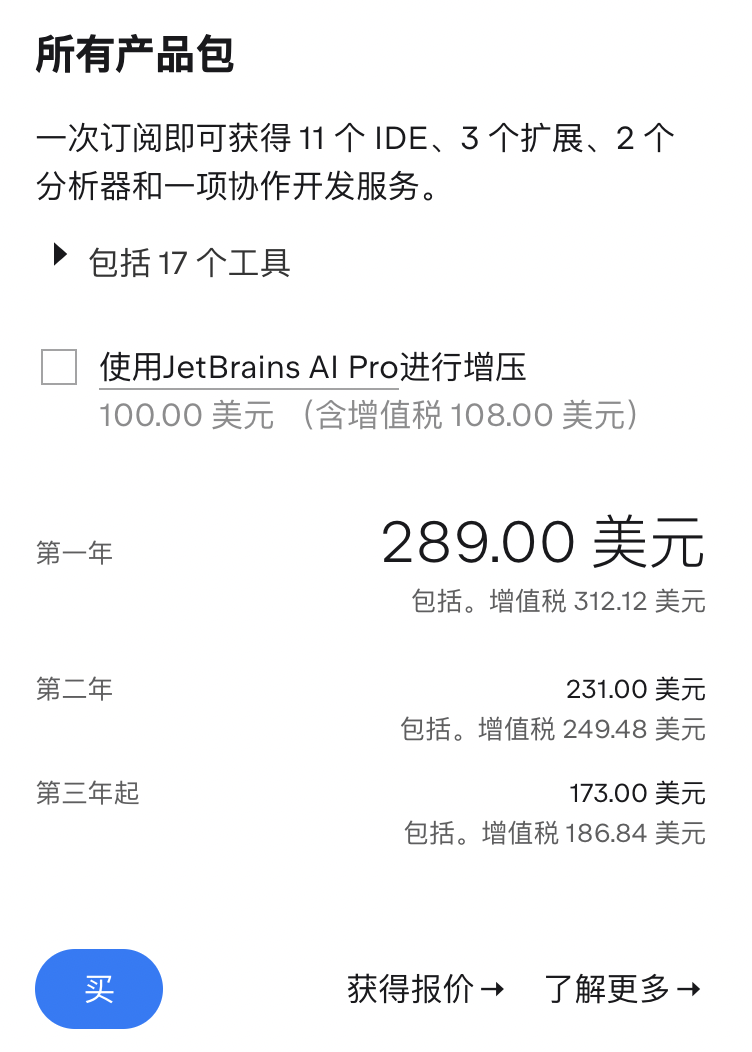 所有产品包
一次订阅即可获得 11 个 IDE、3 个扩展、2 个
分析器和一项协作开发服务。
包括 17 个工具
使用JetBrains AI Pro进行增压
100.00 美元 （含增值税 108.00 美元）
第一年
289.00 美元
包括。增值税 312.12 美元
第二年
231.00 美元
包括。增值税 249.48 美元
第三年起
173.00 美元
包括。增值税 186.84 美元
买
获得报价→
了解更多→